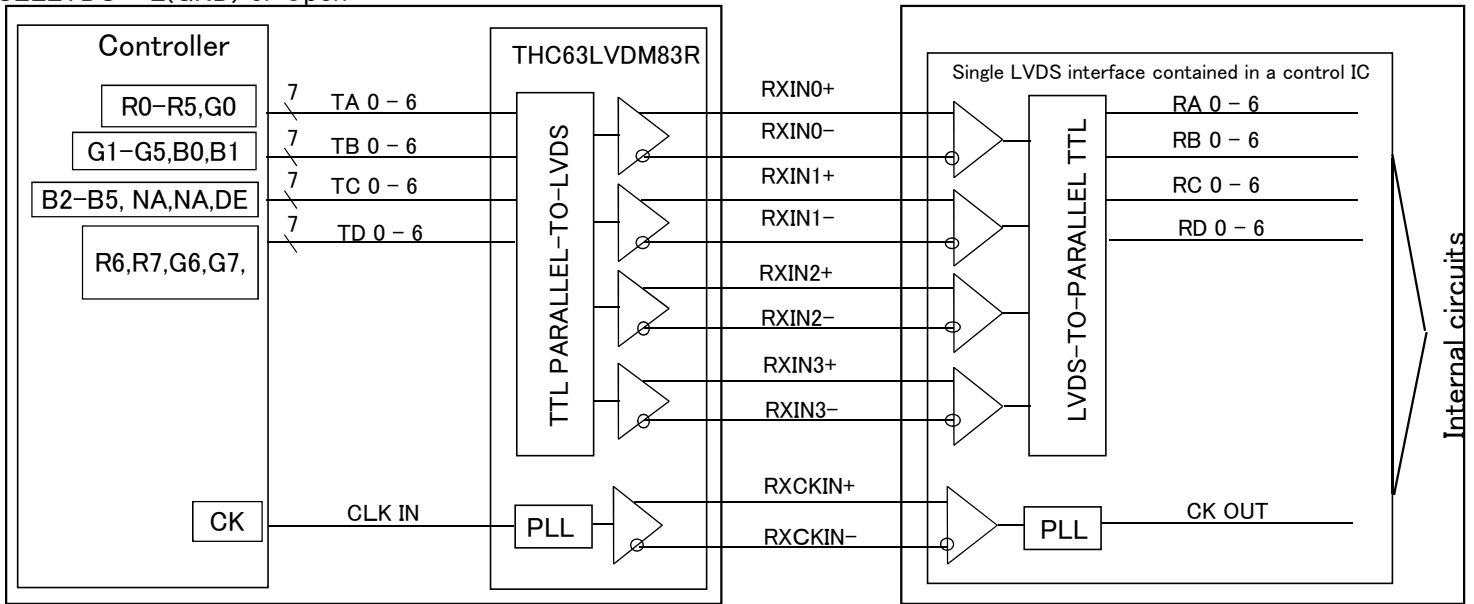 Controller
THC63LVDM83R
Single LVDS interface contained in a control IC
R0-R5,G0
7
TA 0 - 6
RXIN0+
RA 0 - 6
G1-G5,B0,B1
7
TB 0 - 6
RXIN0-
RB 0 - 6
B2-B5, NA,NA,DE
7
TC 0 - 6
RXIN1+
RC 0 - 6
R6,R7,G6,G7,
7
TD 0 - 6
RXIN1-
RD 0 - 6
TTL PARALLEL-TO-LVDS
RXIN2+
RXIN2-
RXIN3+
RXIN3-
LVDS-TO-PARALLEL TTL
Internal circuits
CK
CLK IN
PLL
RXCKIN+
RXCKIN-
PLL
CK OUT